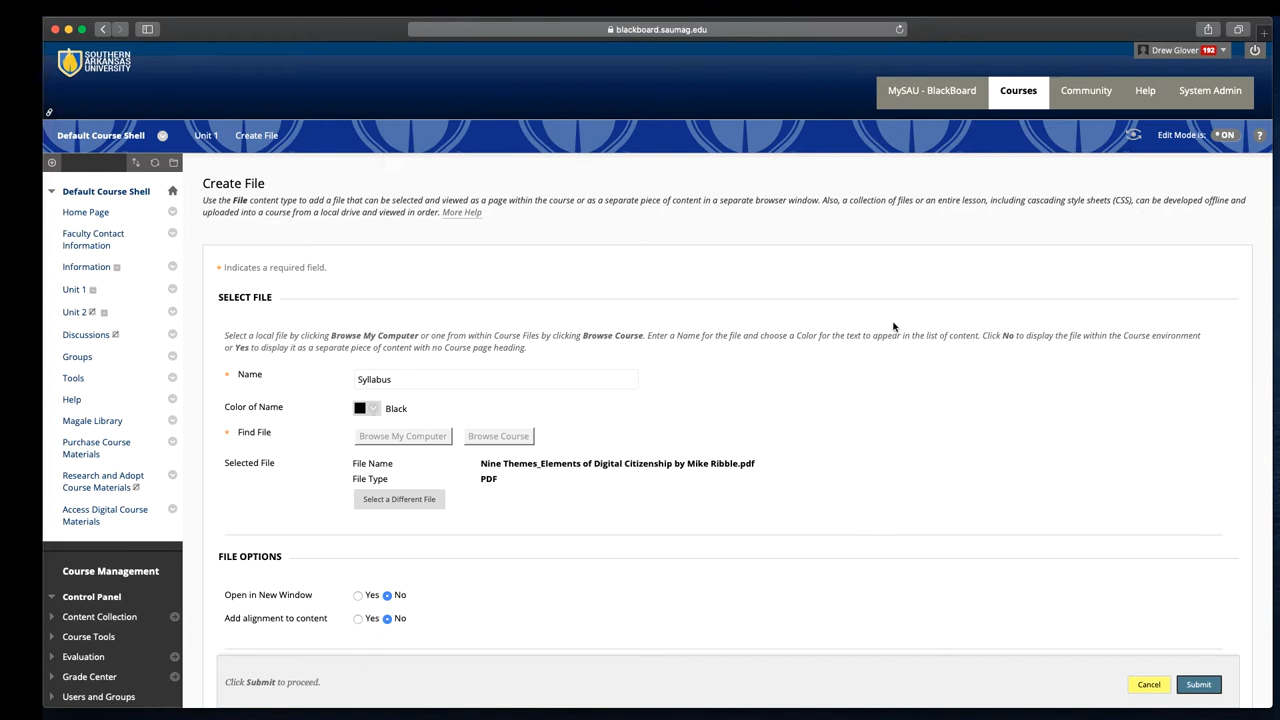 blackboard.saumag.edu
SOUTHERN
ARKANSAS
UNIVERSITY
Drew Glover 192
MySAU - BlackBoard Courses Community Help System Admin
Default Course Shell Unit 1 Create File Edit Mode is: ON ?
Default Course Shell
Home Page
Faculty Contact
Information
Information
Unit 1
Unit 2
Discussions
Groups
Tools
Help
Magale Library
Purchase Course
Materials
Research and Adopt
Course Materials
Access Digital Course
Materials
Course Management
Control Panel
Content Collection
Course Tools
Evaluation
Grade Center
Users and Groups
Create File
Use the File content type to add a file that can be selected and viewed as a page within the course or as a separate piece of content in a separate browser window. Also, a collection of files or an entire lesson, including cascading style sheets (CSS), can be developed offline and
uploaded into a course from a local drive and viewed in order. More Help
* Indicates a required field.
SELECT FILE
Select a local file by clicking Browse My Computer or one from within Course Files by clicking Browse Course. Enter a Name for the file and choose a Color for the text to appear in the list of content. Click No to display the file within the Course environment
or Yes to display it as a separate piece of content with no Course page heading.
* Name Syllabus
Color of Name Black
* Find File Browse My Computer Browse Course
Selected File File Name Nine Themes_Elements of Digital Citizenship by Mike Ribble.pdf
File Type PDF
Select a Different File
FILE OPTIONS
Open in New Window Yes No
Add alignment to content Yes No
Click Submit to proceed. Cancel Submit